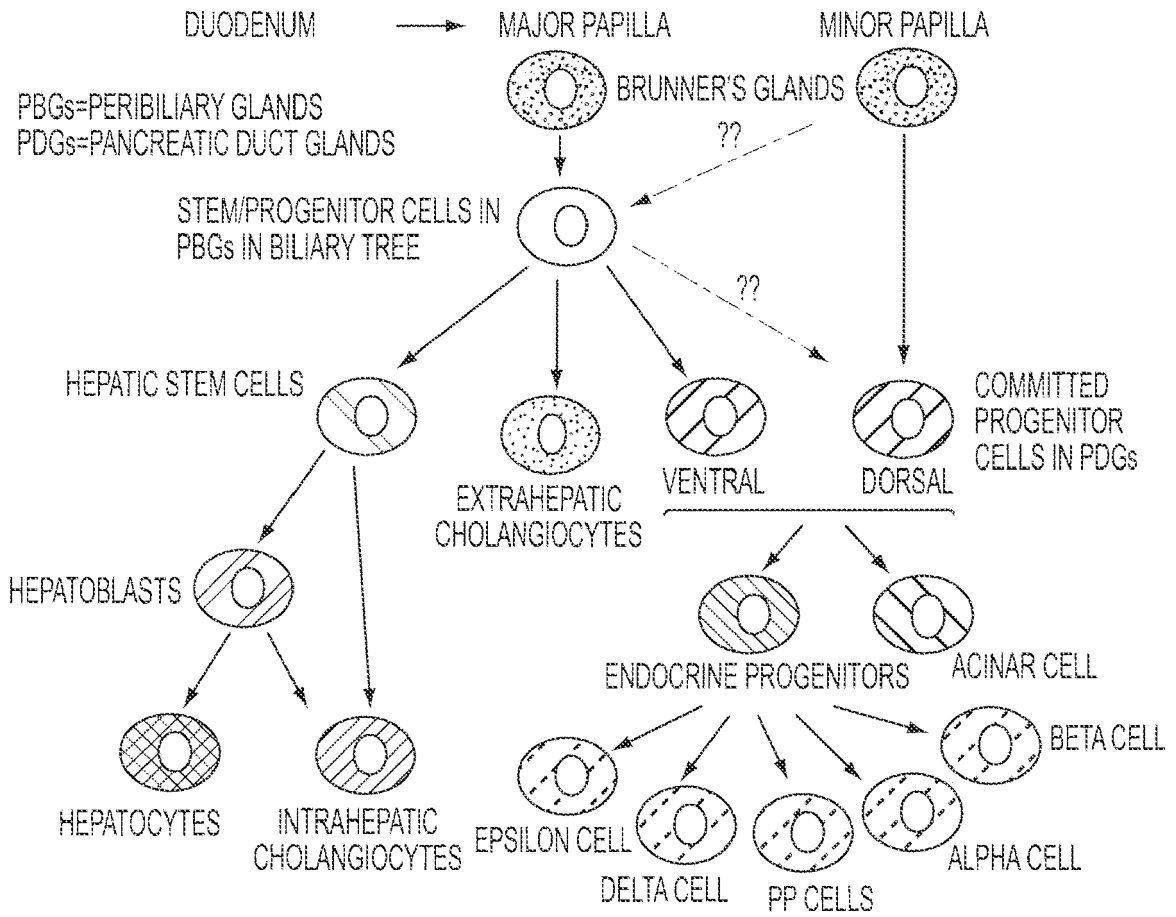 DUODENUM
MAJOR PAPILLA
MINOR PAPILLA
BRUNNER'S GLANDS
PBGs=PERIBILIARY GLANDS
PDGs=PANCREATIC DUCT GLANDS
??
STEM/PROGENITOR CELLS IN
PBGs IN BILIARY TREE
??
HEPATIC STEM CELLS
COMMITTED
PROGENITOR
CELLS IN PDGs
EXTRAHEPATIC
CHOLANGIOCYTES
VENTRAL
DORSAL
HEPATOBLASTS
ENDOCRINE PROGENITORS
ACINAR CELL
HEPATOCYTES
INTRAHEPATIC
CHOLANGIOCYTES
EPSILON CELL
DELTA CELL
PP CELLS
ALPHA CELL
BETA CELL